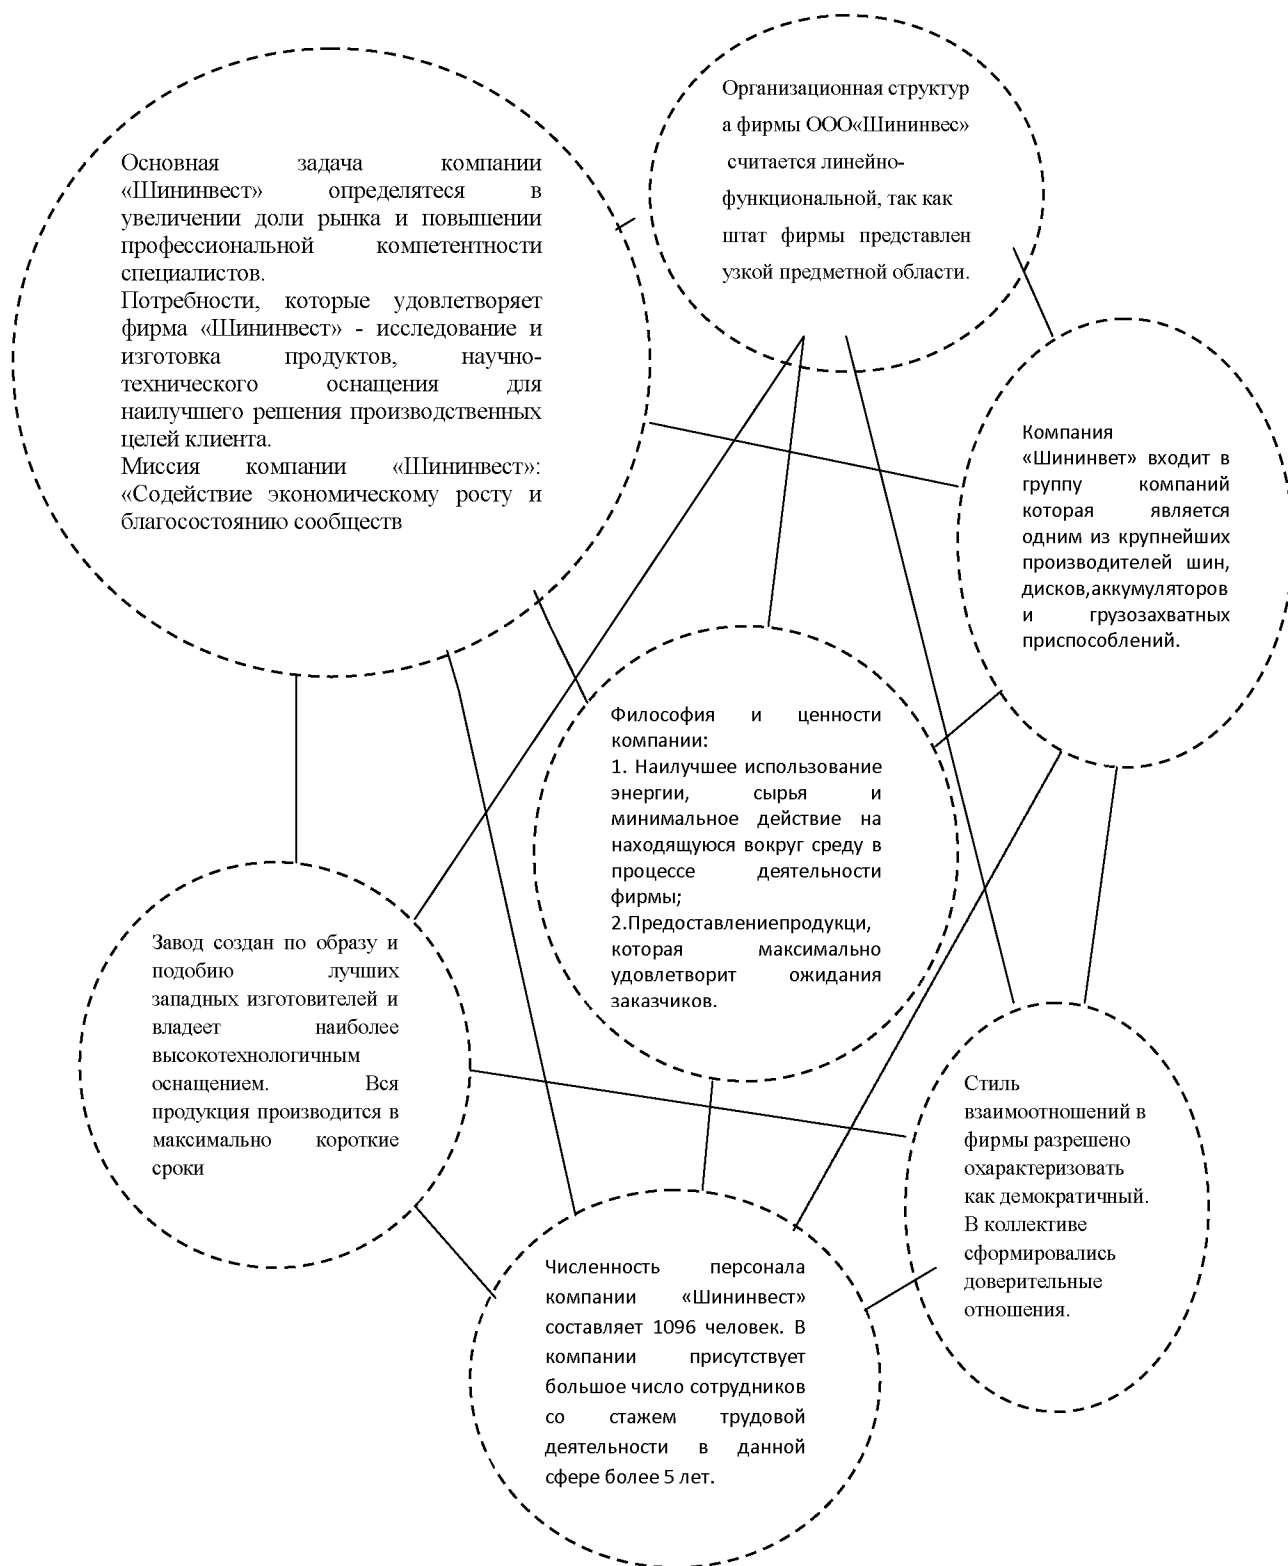 Организационная структур
а фирмы ООО«Шининвес»
считается линейно-
функциональной, так как
штат фирмы представлен
узкой предметной области.
Основная задача компании
«Шининвест» определятеся в
увеличении доли рынка и повышении
профессиональной компетентности
специалистов.
Потребности, которые удовлетворяет
фирма «Шининвест» - исследование и
изготовка продуктов, научно-
технического оснащения для
наилучшего решения производственных
целей клиента.
Миссия компании «Шининвест»:
«Содействие экономическому росту и
благосостоянию сообществ
Компания
«Шининвет» входит в
группу компаний
которая является
одним из крупнейших
производителей шин,
дисков,аккумуляторов
и грузозахватных
приспособлений.
Философия и ценности
компании:
1. Наилучшее использование
энергии, сырья и
минимальное действие на
находящуюся вокруг среду в
процессе деятельности
фирмы;
2.Предоставлениепродукци,
которая максимально
удовлетворит ожидания
заказчиков.
Завод создан по образу и
подобию лучших
западных изготовителей и
владеет наиболее
высокотехнологичным
оснащением. Вся
продукция производится в
максимально короткие
сроки
Стиль
взаимоотношений в
фирмы разрешено
охарактеризовать
как демократичный.
В коллективе
сформировались
доверительные
отношения.
Численность персонала
компании «Шининвест»
составляет 1096 человек. В
компании присутствует
большое число сотрудников
со стажем трудовой
деятельности в данной
сфере более 5 лет.